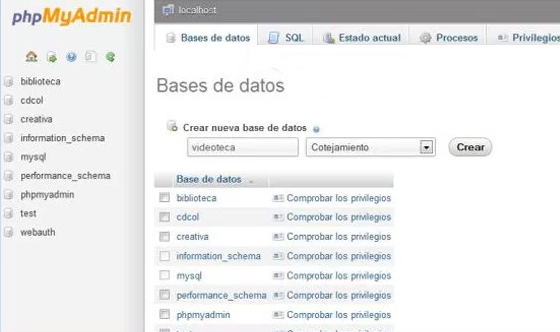 phpMyAdmin
biblioteca
cdcol
creativa
information_schema
mysql
performance_schema
phpmyadmin
test
webauth
localhost
Bases de datos SQL Estado actual Procesos Privilegios
Bases de datos
Crear nueva base de datos
videoteca Cotejamiento Crear
Base de datos
biblioteca Comprobar los privilegios
cdcol Comprobar los privilegios
creativa Comprobar los privilegios
information_schema Comprobar los privilegios
mysql Comprobar los privilegios
performance_schema Comprobar los privilegios
phpmyadmin Comprobar los privilegios